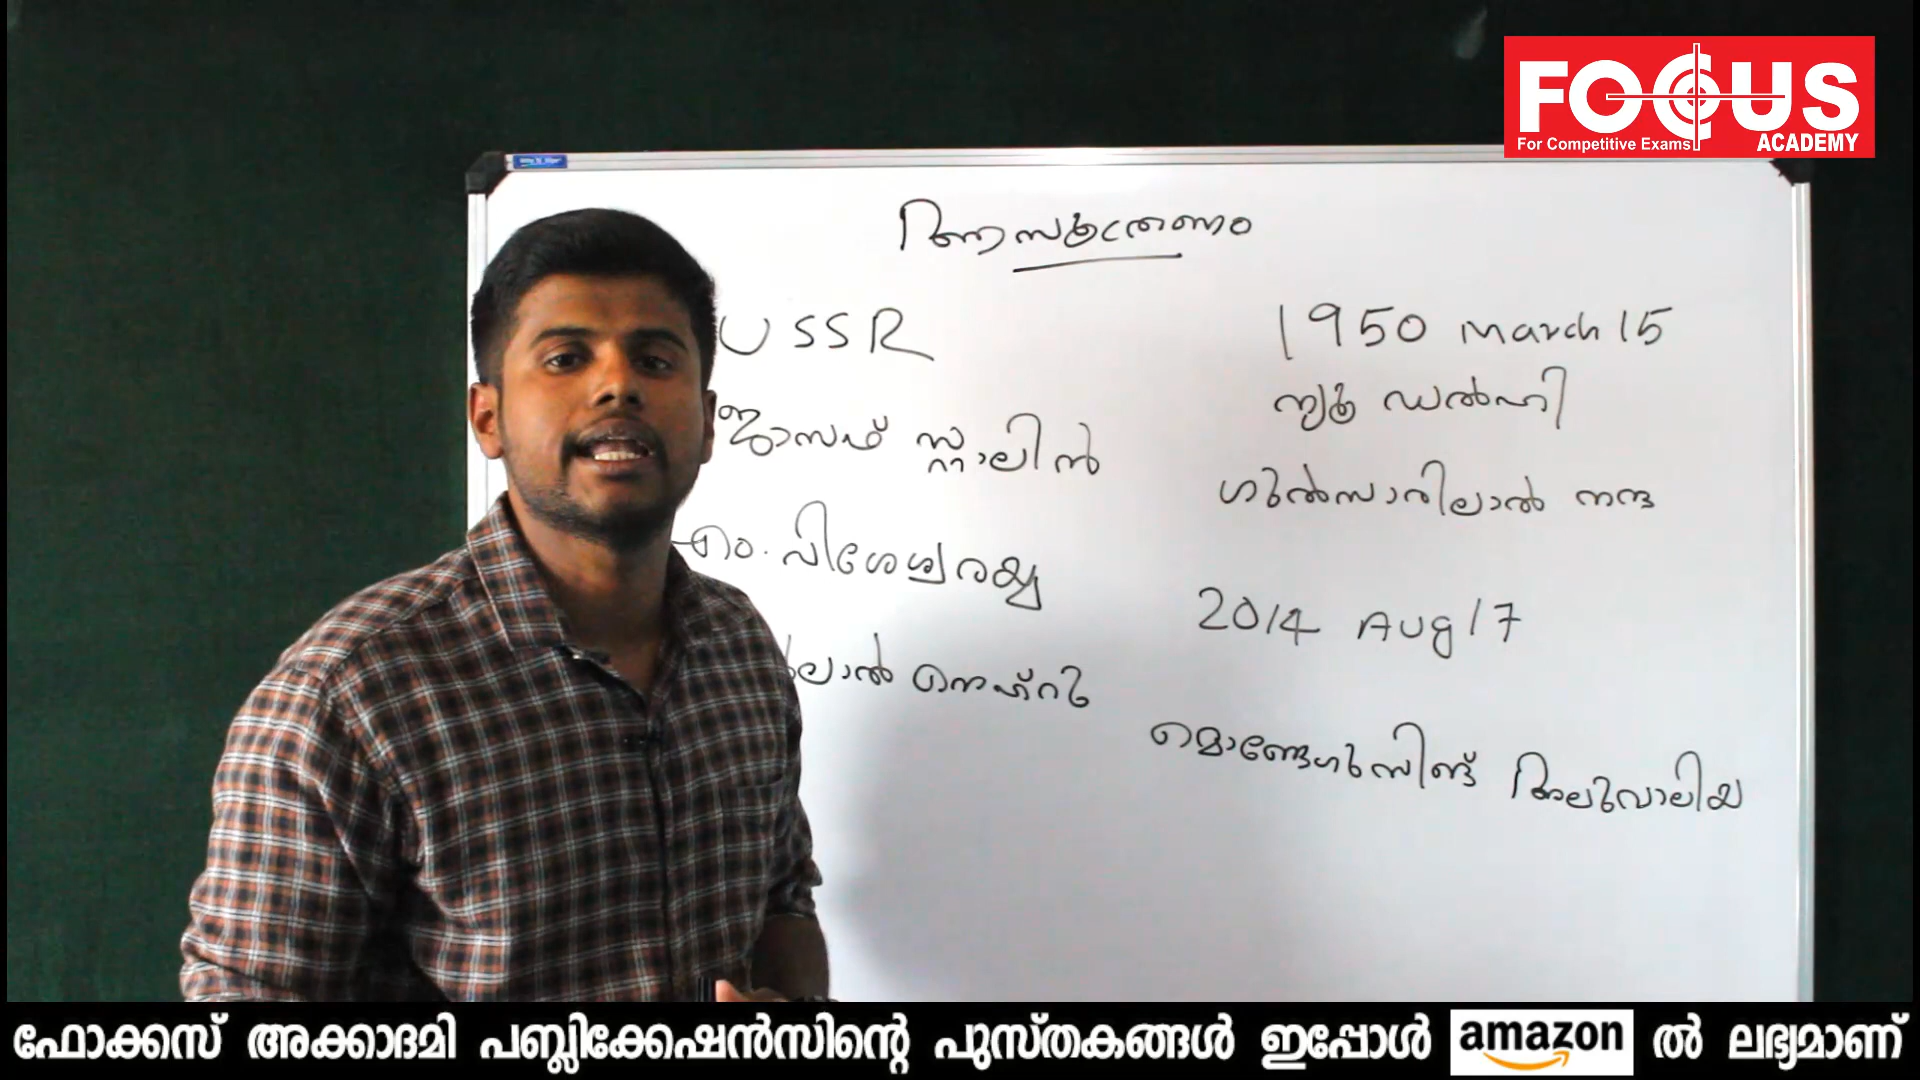 FOCUS
For Competitive Exams
ACADEMY
ആസൂത്രണം
USSR
ജോസഫ് സ്റ്റാലിൻ
എം. വിശ്വേശ്വരയ്യ
ലാൽ നെഹ്റു
1950 March 15
ന്യൂ ഡൽഹി
ഗുൽസാരിലാൽ നന്ദ
2014 Aug 17
മൊണ്ടേഗ്സിങ് അലുവാലിയ
ഫോക്കസ് അക്കാദമി പബ്ലിക്കേഷൻസിന്റെ പുസ്തകങ്ങൾ ഇപ്പോൾ amazon ൽ ലഭ്യമാണ്